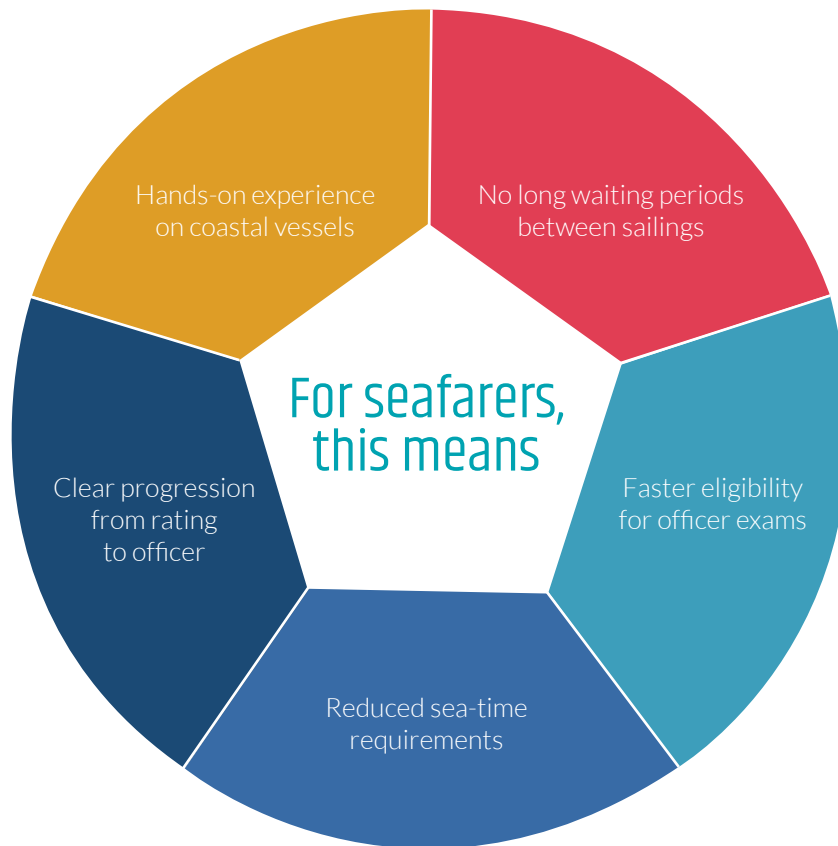 For seafarers,
this means
No long waiting periods
between sailings
Faster eligibility
for officer exams
Reduced sea-time
requirements
Clear progression
from rating
to officer
Hands-on experience
on coastal vessels